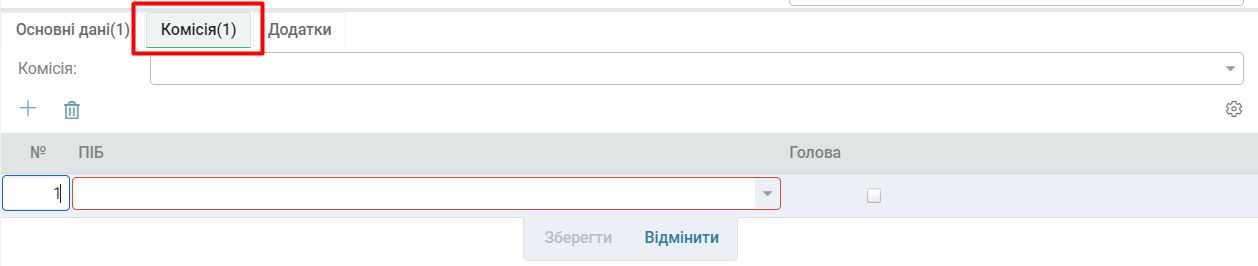 Основні дані(1) Комісія(1) Додатки
Комісія:
№ ПІБ Голова
1
Зберегти Відмінити